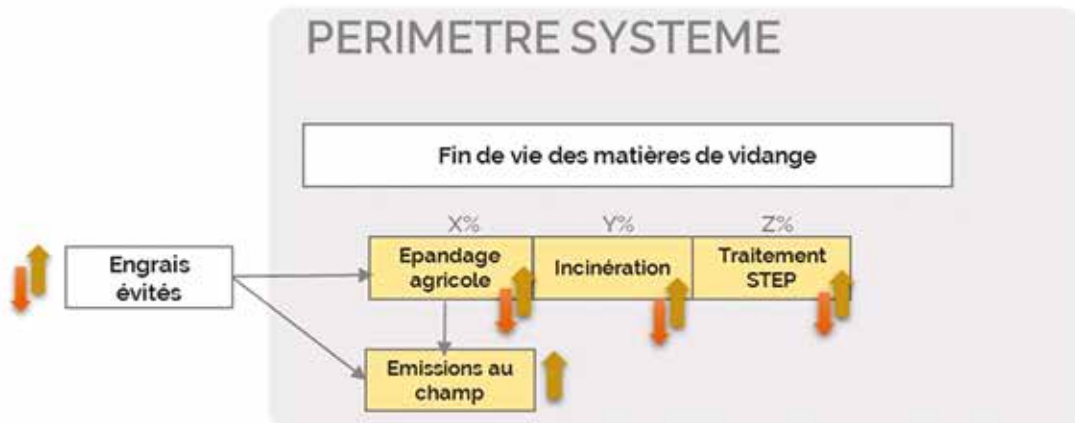 PERIMETRE SYSTEME
Fin de vie des matières de vidange
X%
Y%
Z%
Engrais
évités
Epandage
agricole
Incinération
Traitement
STEP
Emissions au
champ